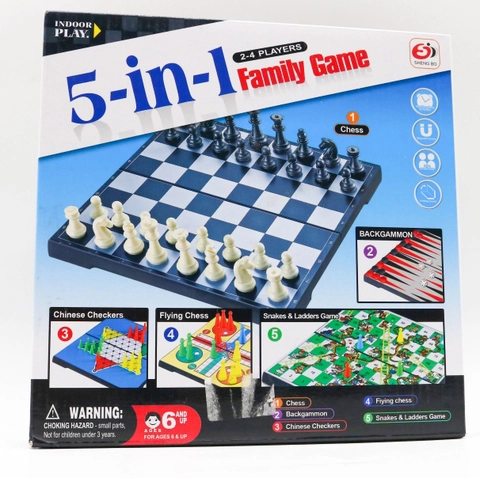 INDOOR
PLAY.
5-in-1
2-4 PLAYERS
Family Game
SHENG BO
1
Chess
BACKGAMMON
2
Chinese Checkers
3
Flying Chess
4
Snakes & Ladders Game
5
WARNING:
CHOKING HAZARD - small parts,
Not for children under 3 years.
AGES
6 AND UP
FOR AGES 6 & UP
1 Chess
2 Backgammon
3 Chinese Checkers
4 Flying chess
5 Snakes & Ladders Game